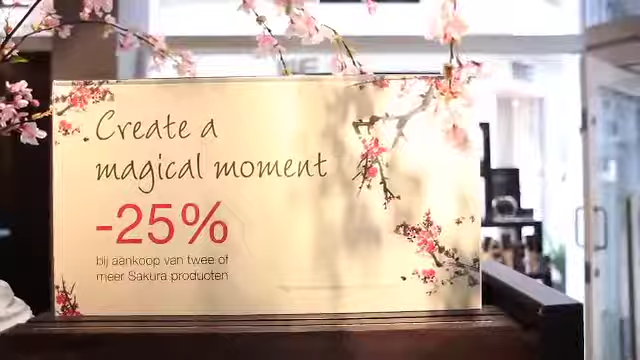 Create a
magical moment
-25%
bij aankoop van twee of
meer Sakura producten